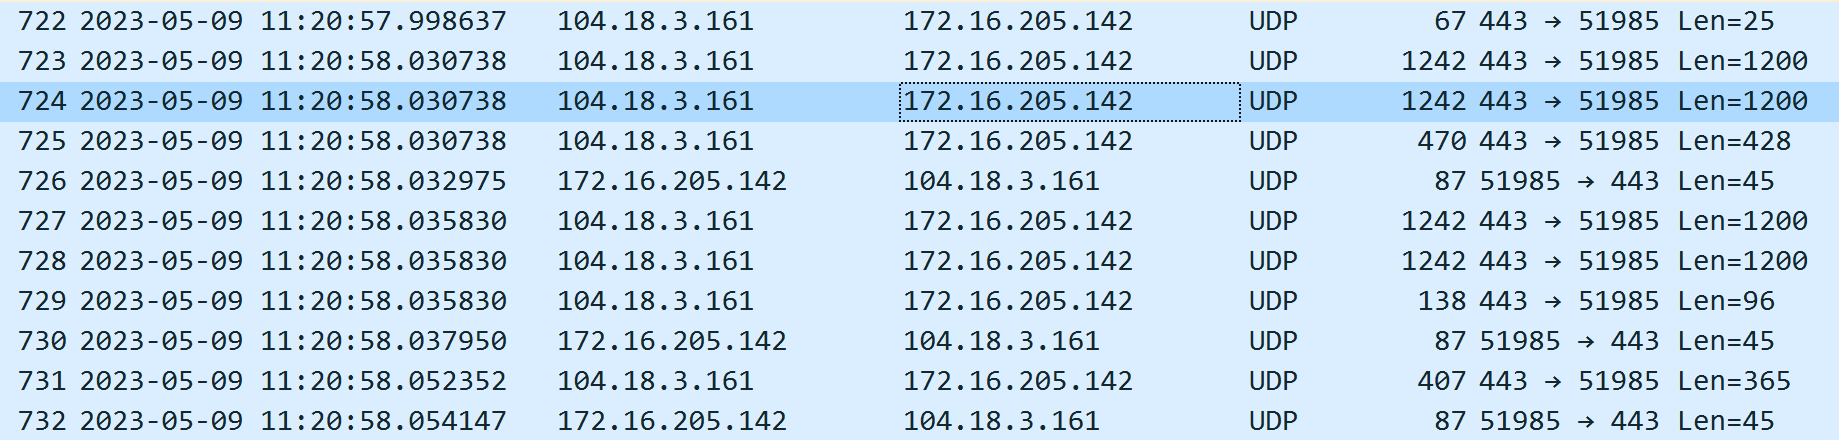 722 2023-05-09 11:20:57.998637 104.18.3.161 172.16.205.142 UDP 67 443 → 51985 Len=25
723 2023-05-09 11:20:58.030738 104.18.3.161 172.16.205.142 UDP 1242 443 → 51985 Len=1200
724 2023-05-09 11:20:58.030738 104.18.3.161 172.16.205.142 UDP 1242 443 → 51985 Len=1200
725 2023-05-09 11:20:58.030738 104.18.3.161 172.16.205.142 UDP 470 443 → 51985 Len=428
726 2023-05-09 11:20:58.032975 172.16.205.142 104.18.3.161 UDP 87 51985 → 443 Len=45
727 2023-05-09 11:20:58.035830 104.18.3.161 172.16.205.142 UDP 1242 443 → 51985 Len=1200
728 2023-05-09 11:20:58.035830 104.18.3.161 172.16.205.142 UDP 1242 443 → 51985 Len=1200
729 2023-05-09 11:20:58.035830 104.18.3.161 172.16.205.142 UDP 138 443 → 51985 Len=96
730 2023-05-09 11:20:58.037950 172.16.205.142 104.18.3.161 UDP 87 51985 → 443 Len=45
731 2023-05-09 11:20:58.052352 104.18.3.161 172.16.205.142 UDP 407 443 → 51985 Len=365
732 2023-05-09 11:20:58.054147 172.16.205.142 104.18.3.161 UDP 87 51985 → 443 Len=45